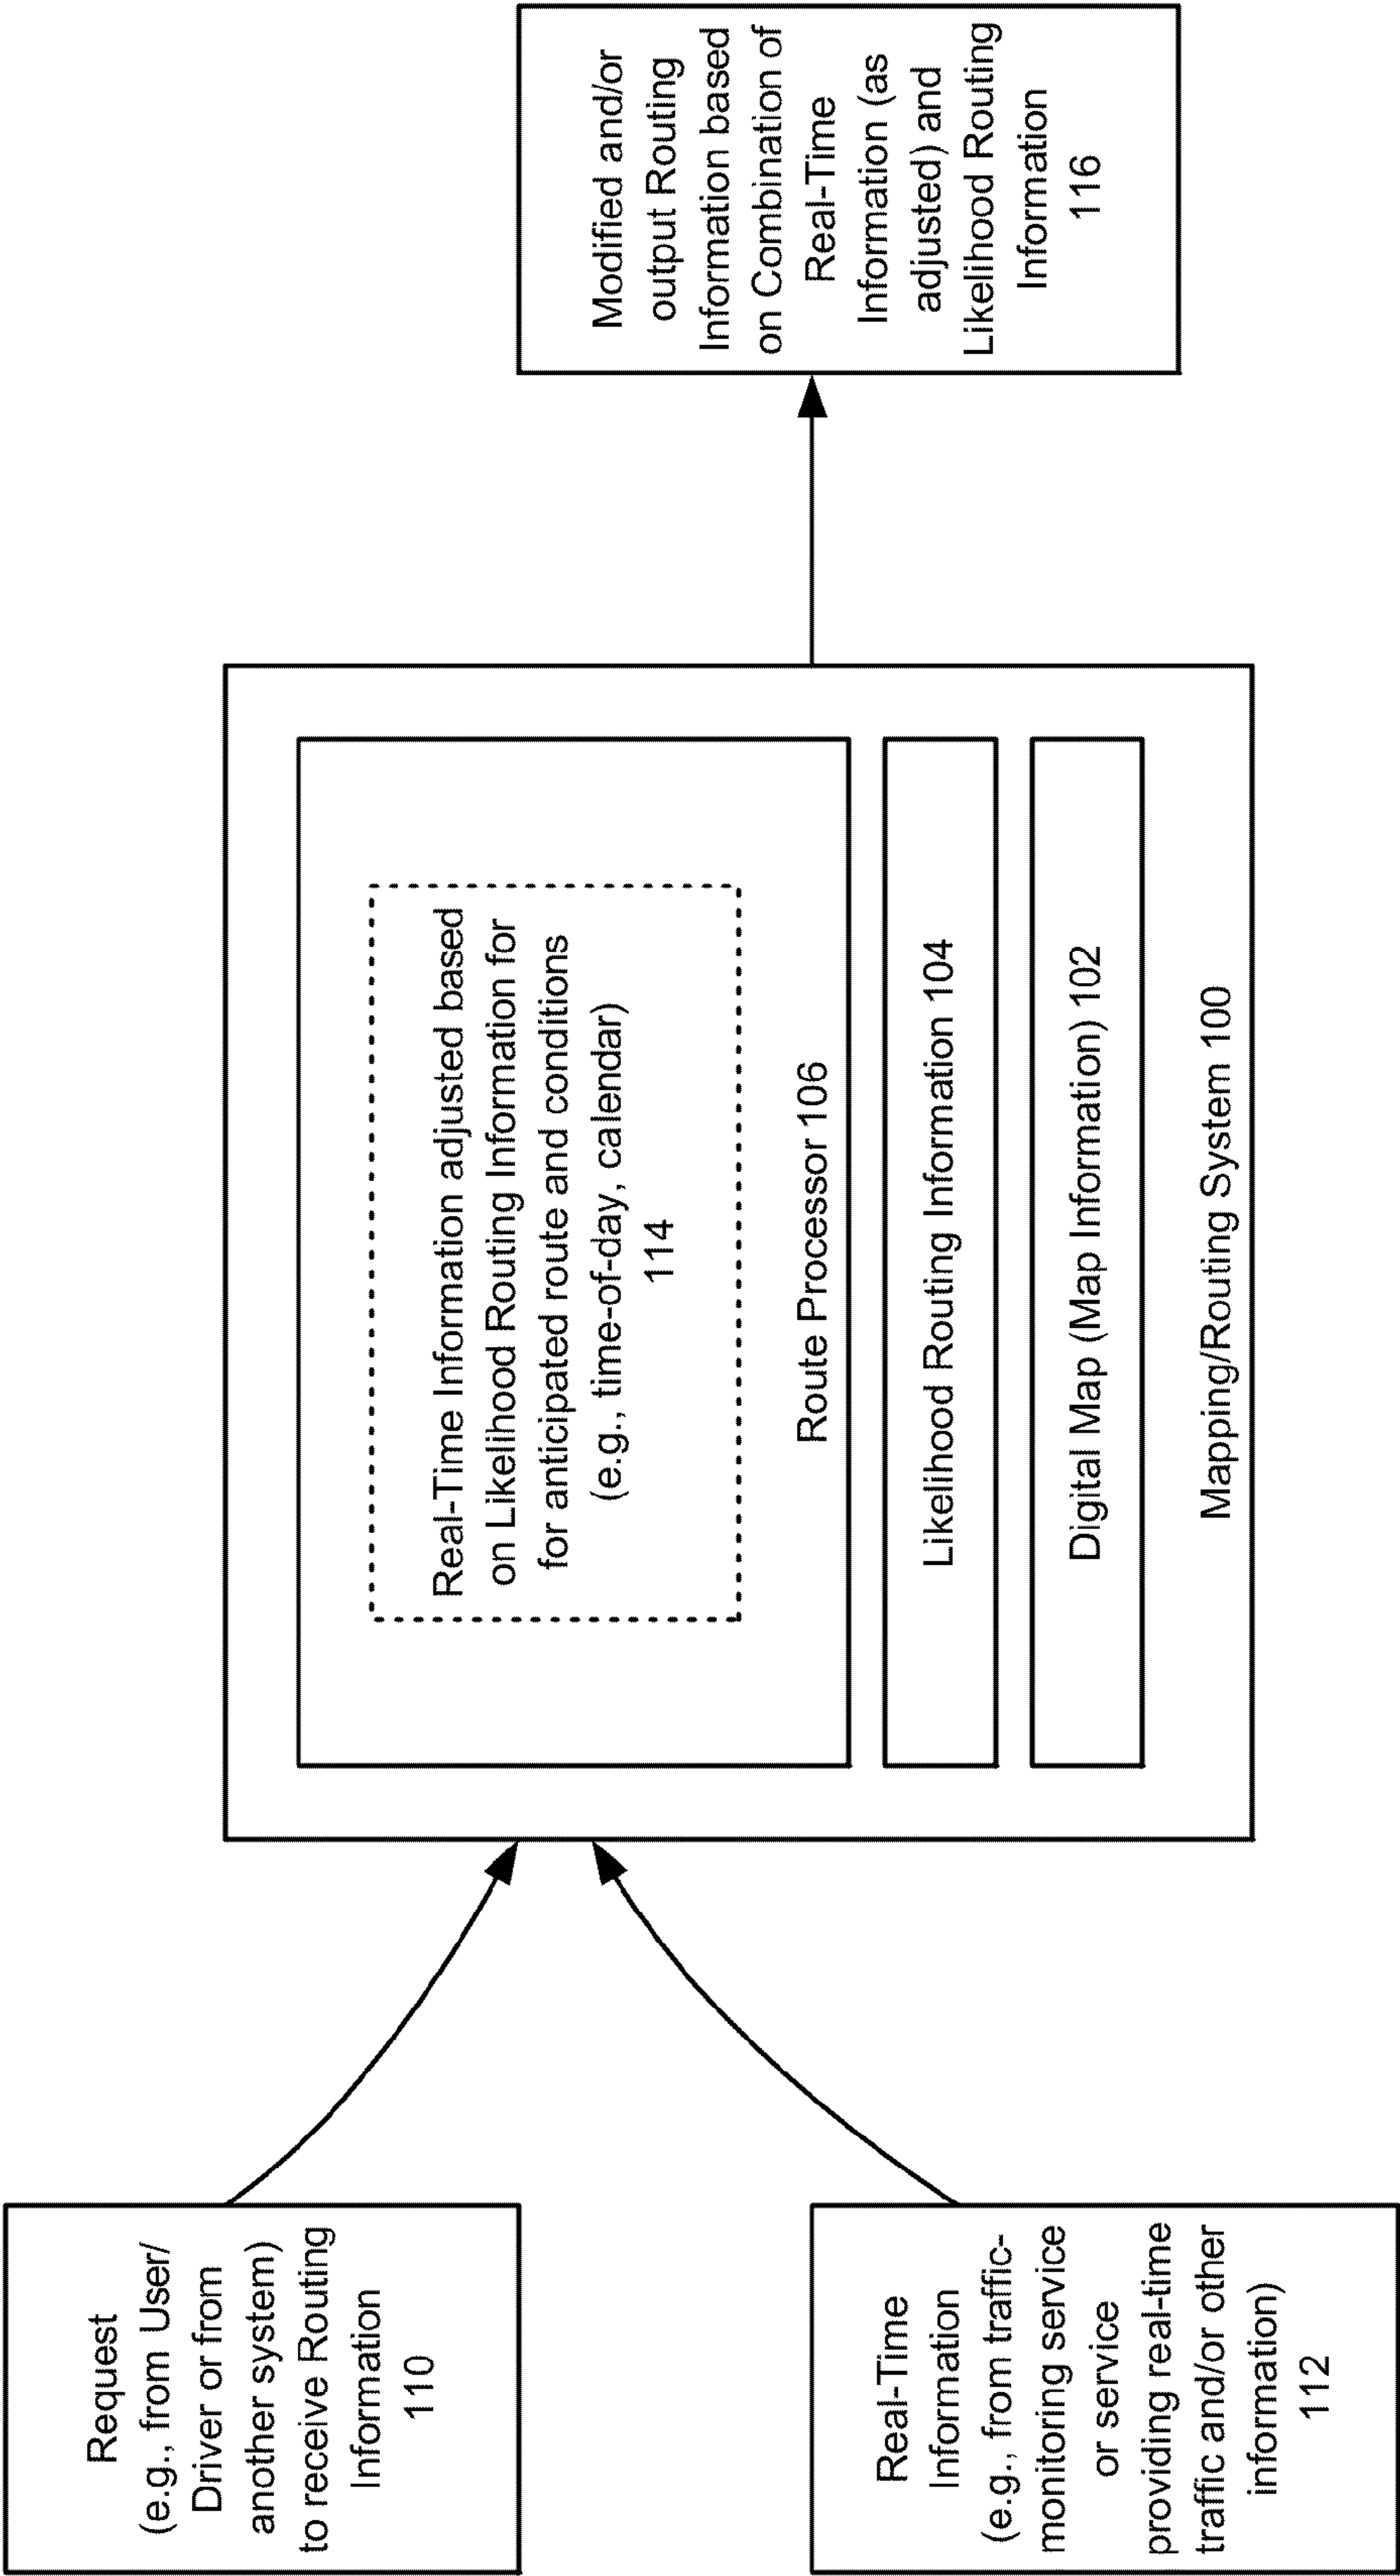 Request
(e.g., from User/
Driver or from
another system)
to receive Routing
Information
110
Real-Time
Information
(e.g., from traffic-
monitoring service
or service
providing real-time
traffic and/or other
information)
112
Real-Time Information adjusted based
on Likelihood Routing Information for
for anticipated route and conditions
(e.g., time-of-day, calendar)
114
Route Processor 106
Likelihood Routing Information 104
Digital Map (Map Information) 102
Mapping/Routing System 100
Modified and/or
output Routing
Information based
on Combination of
Real-Time
Information (as
adjusted) and
Likelihood Routing
Information
116